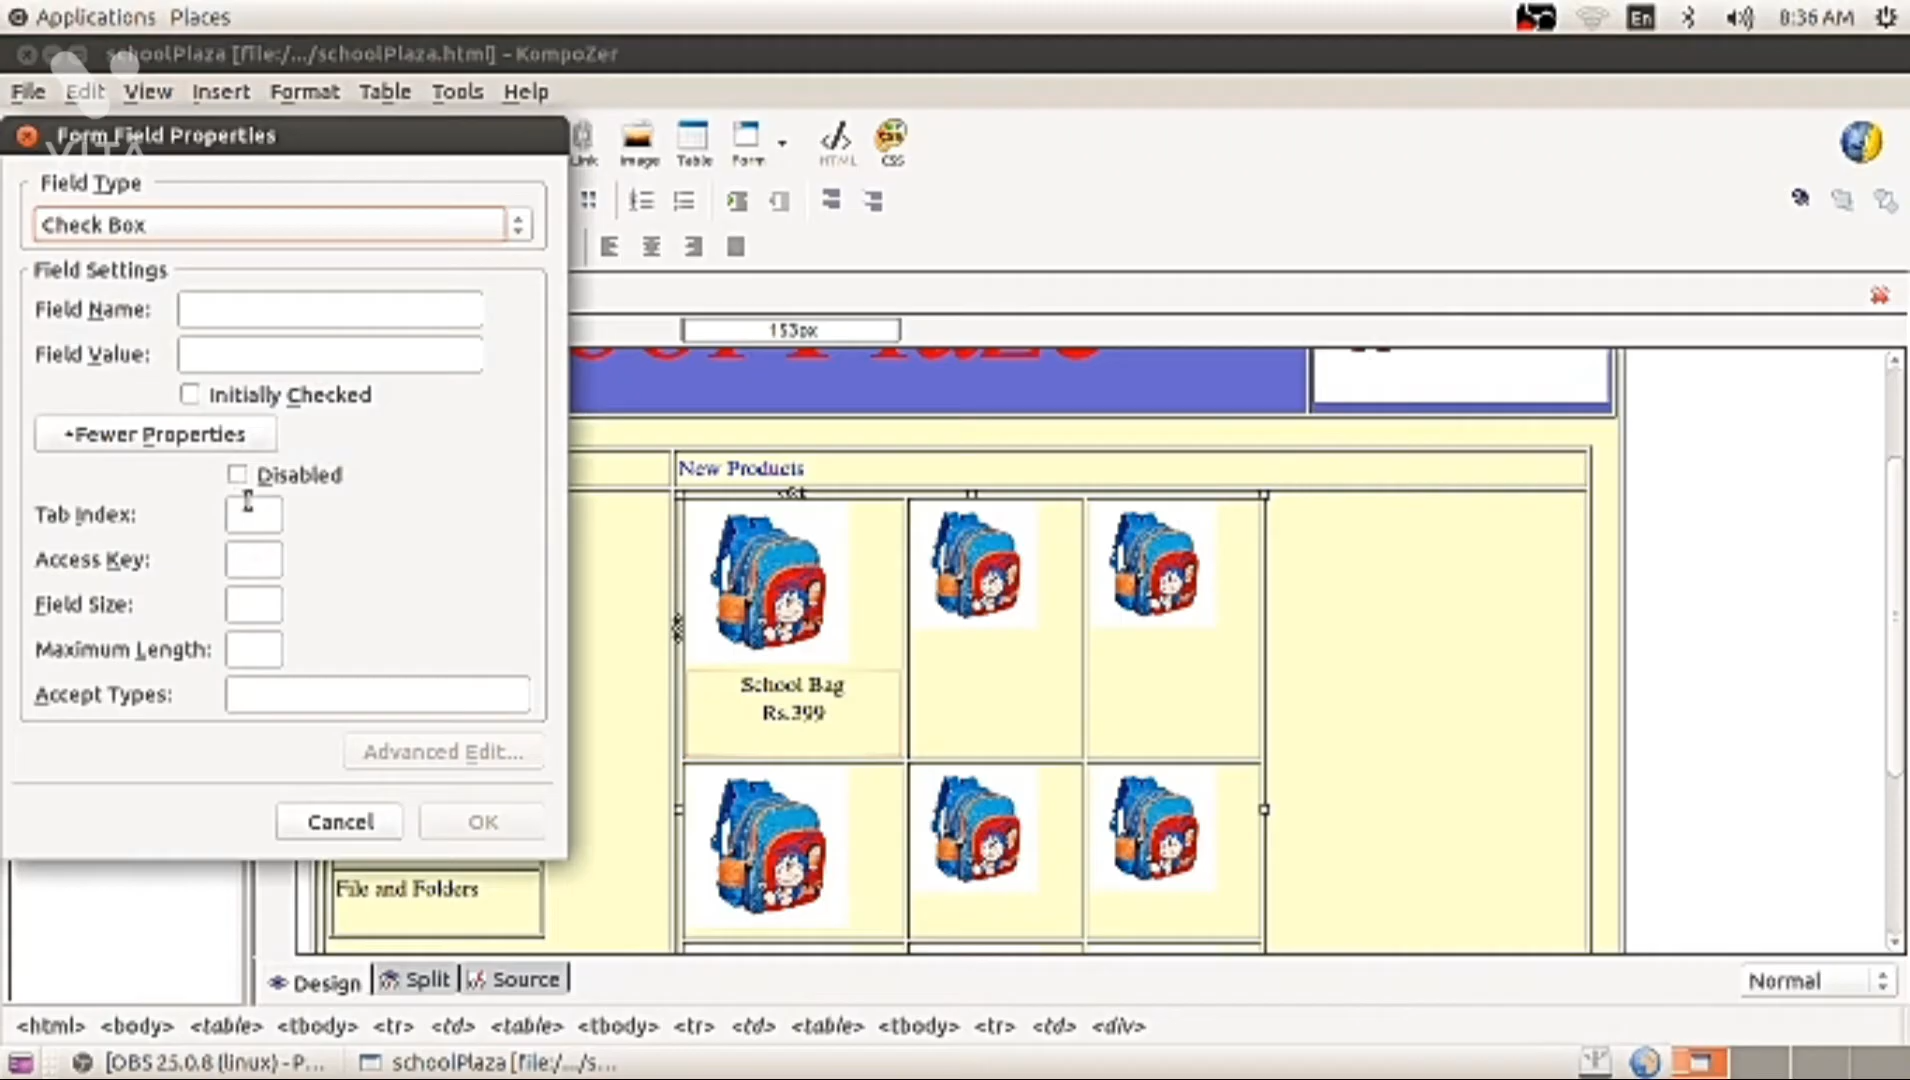 Applications Places
En 8:36 AM
schoolPlaza [file:/.../schoolPlaza.html] - KompoZer
File Edit View Insert Format Table Tools Help
Form Field Properties
VITA
Link Image Table Form HTML CSS
Field Type
Check Box
Field Settings
Field Name:
Field Value:
Initially Checked
Fewer Properties
Disabled
Tab Index:
Access Key:
Field Size:
Maximum Length:
Accept Types:
Advanced Edit...
Cancel OK
153px
New Products
School Bag
Rs.399
File and Folders
Design Split Source
Normal
<html> <body> <table> <tbody> <tr> <td> <table> <tbody> <tr> <td> <table> <tbody> <tr> <td> <div>
[OBS 25.0.8 (linux) - P... schoolPlaza [file:/.../s...